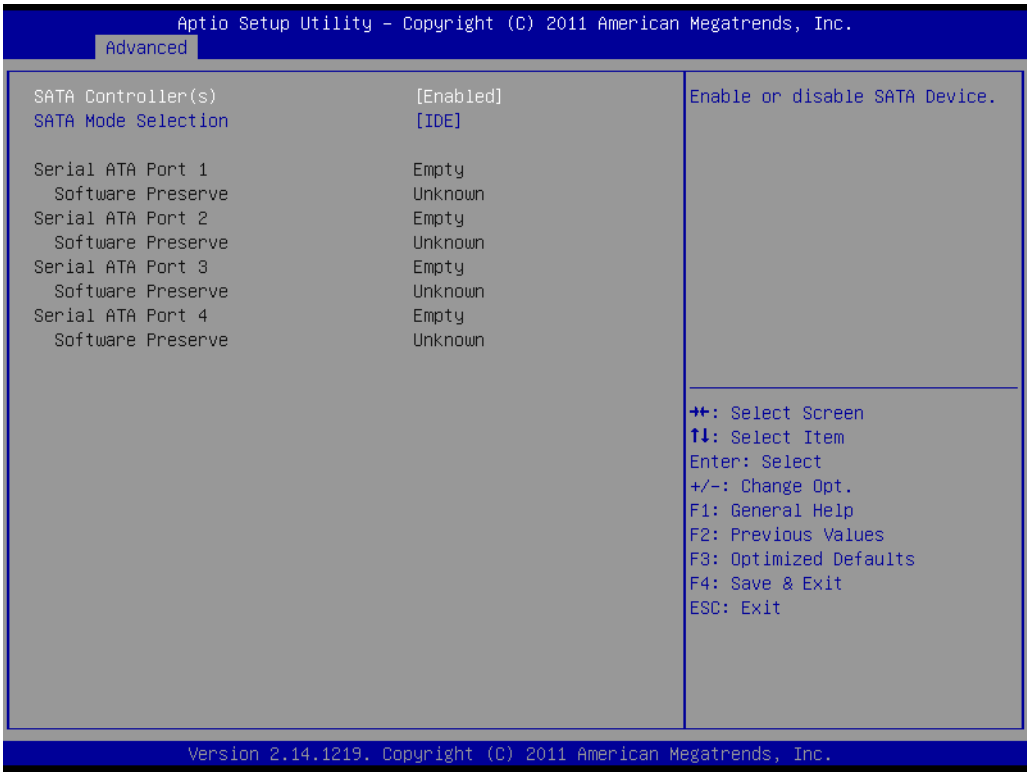 Aptio Setup Utility – Copyright (C) 2011 American Megatrends, Inc.
Advanced
SATA Controller(s) [Enabled]
SATA Mode Selection [IDE]
Serial ATA Port 1 Empty
Software Preserve Unknown
Serial ATA Port 2 Empty
Software Preserve Unknown
Serial ATA Port 3 Empty
Software Preserve Unknown
Serial ATA Port 4 Empty
Software Preserve Unknown
Enable or disable SATA Device.
→←: Select Screen
↑↓: Select Item
Enter: Select
+/-: Change Opt.
F1: General Help
F2: Previous Values
F3: Optimized Defaults
F4: Save & Exit
ESC: Exit
Version 2.14.1219. Copyright (C) 2011 American Megatrends, Inc.